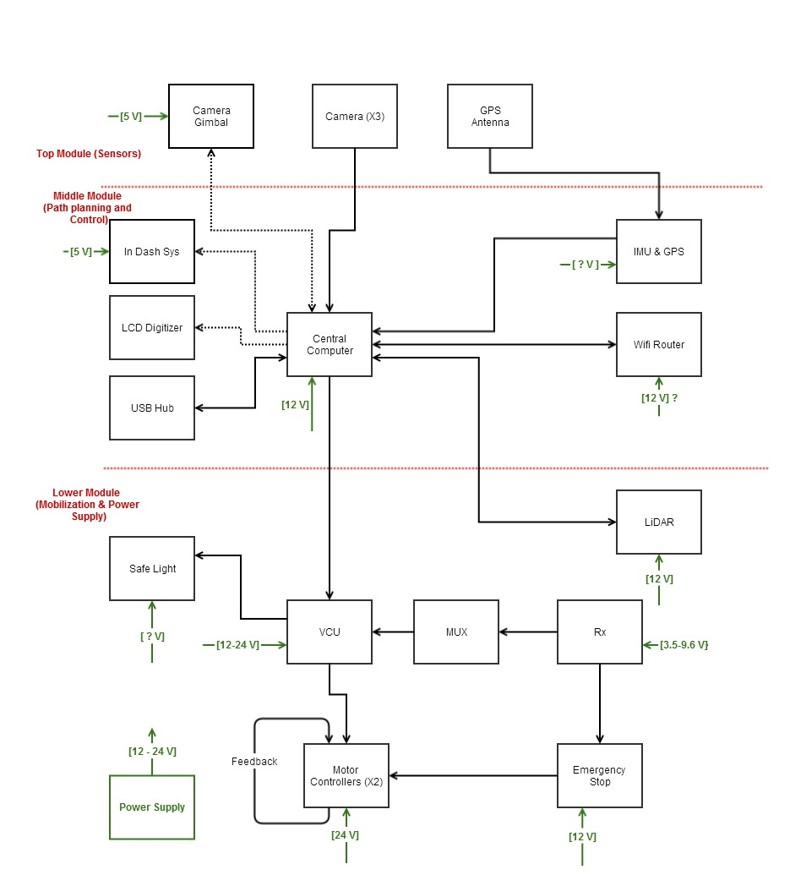 Camera
Gimbal
Camera (X3)
GPS
Antenna
[5 V]
Top Module (Sensors)
Middle Module
(Path planning and
Control)
In Dash Sys
[5 V]
IMU & GPS
[ ? V ]
LCD Digitizer
Central
Computer
Wifi Router
USB Hub
[12 V]
[12 V] ?
Lower Module
(Mobilization & Power
Supply)
LiDAR
Safe Light
[12 V]
[ ? V]
VCU
MUX
Rx
[12-24 V]
[3.5-9.6 V}
[12 - 24 V]
Feedback
Motor
Controllers (X2)
Emergency
Stop
Power Supply
[24 V]
[12 V]